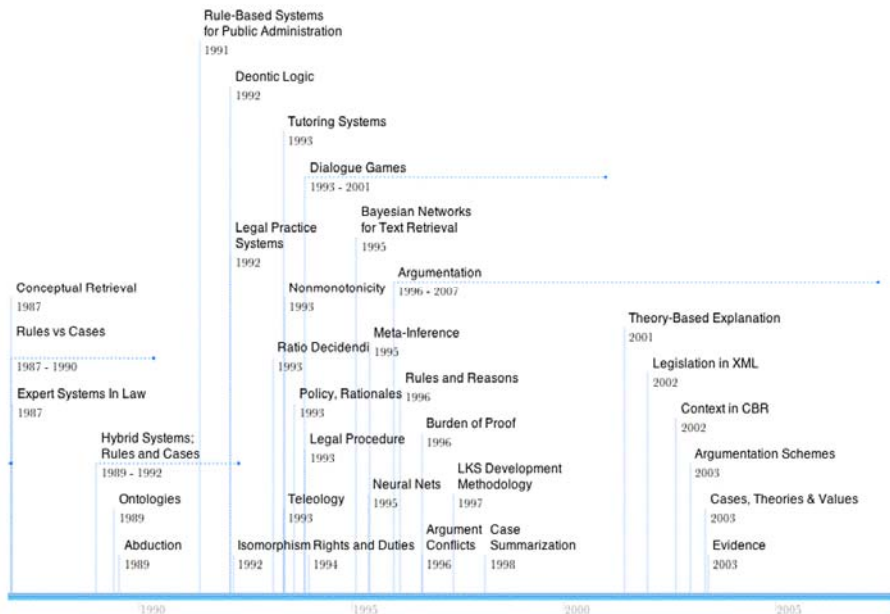 Rule-Based Systems
for Public Administration
1991
Deontic Logic
1992
Tutoring Systems
1993
Dialogue Games
1993 - 2001
Bayesian Networks
for Text Retrieval
1995
Legal Practice
Systems
1992
Argumentation
1996 - 2007
Conceptual Retrieval
1987
Nonmonotonicity
1993
Theory-Based Explanation
2001
Rules vs Cases
1987 - 1990
Meta-Inference
1995
Ratio Decidendi
1993
Legislation in XML
2002
Rules and Reasons
1996
Expert Systems In Law
1987
Policy, Rationales
1993
Context in CBR
2002
Burden of Proof
1996
Hybrid Systems;
Rules and Cases
1989 - 1992
Legal Procedure
1993
Argumentation Schemes
2003
LKS Development
Methodology
1997
Neural Nets
1995
Ontologies
1989
Teleology
1993
Cases, Theories & Values
2003
Argument
Conflicts
1996
Case
Summarization
1998
Abduction
1989
Isomorphism
1992
Rights and Duties
1994
Evidence
2003
1990
1995
2000
2005